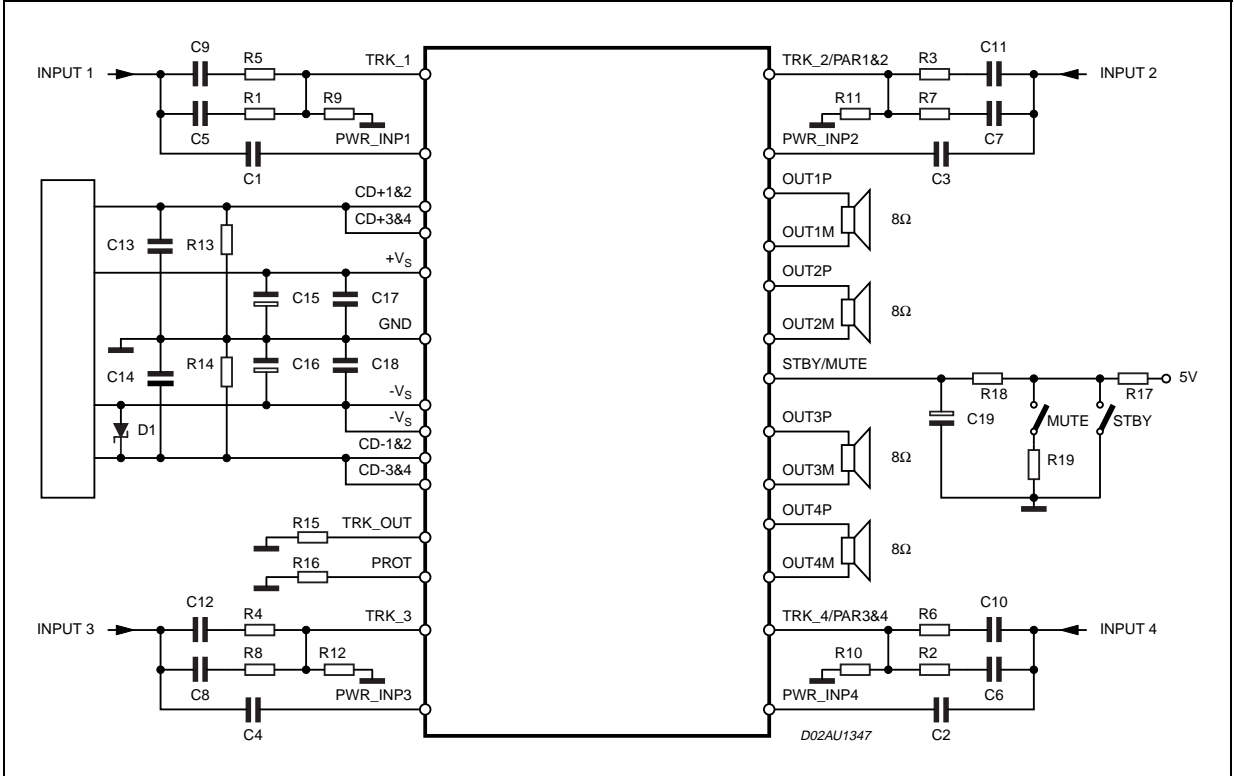 C9
R5
TRK_1
INPUT 1
R1
R9
C5
PWR_INP1
C1
TRK_2/PAR1&2
R3
C11
INPUT 2
R11
R7
C7
PWR_INP2
C3
CD+1&2
CD+3&4
C13
R13
+VS
C15
C17
GND
C14
R14
C16
C18
-VS
-VS
D1
CD-1&2
CD-3&4
R15
TRK_OUT
R16
PROT
OUT1P
8Ω
OUT1M
OUT2P
8Ω
OUT2M
STBY/MUTE
R18
R17
5V
C19
MUTE
STBY
R19
OUT3P
8Ω
OUT3M
OUT4P
8Ω
OUT4M
C12
R4
TRK_3
INPUT 3
R8
R12
C8
PWR_INP3
C4
TRK_4/PAR3&4
R6
C10
INPUT 4
R10
R2
C6
PWR_INP4
C2
D02AU1347